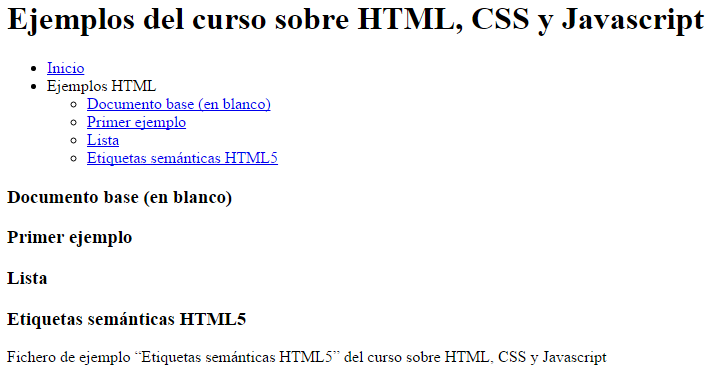 Ejemplos del curso sobre HTML, CSS y Javascript
Inicio
Ejemplos HTML
Documento base (en blanco)
Primer ejemplo
Lista
Etiquetas semánticas HTML5
Documento base (en blanco)
Primer ejemplo
Lista
Etiquetas semánticas HTML5
Fichero de ejemplo “Etiquetas semánticas HTML5” del curso sobre HTML, CSS y Javascript